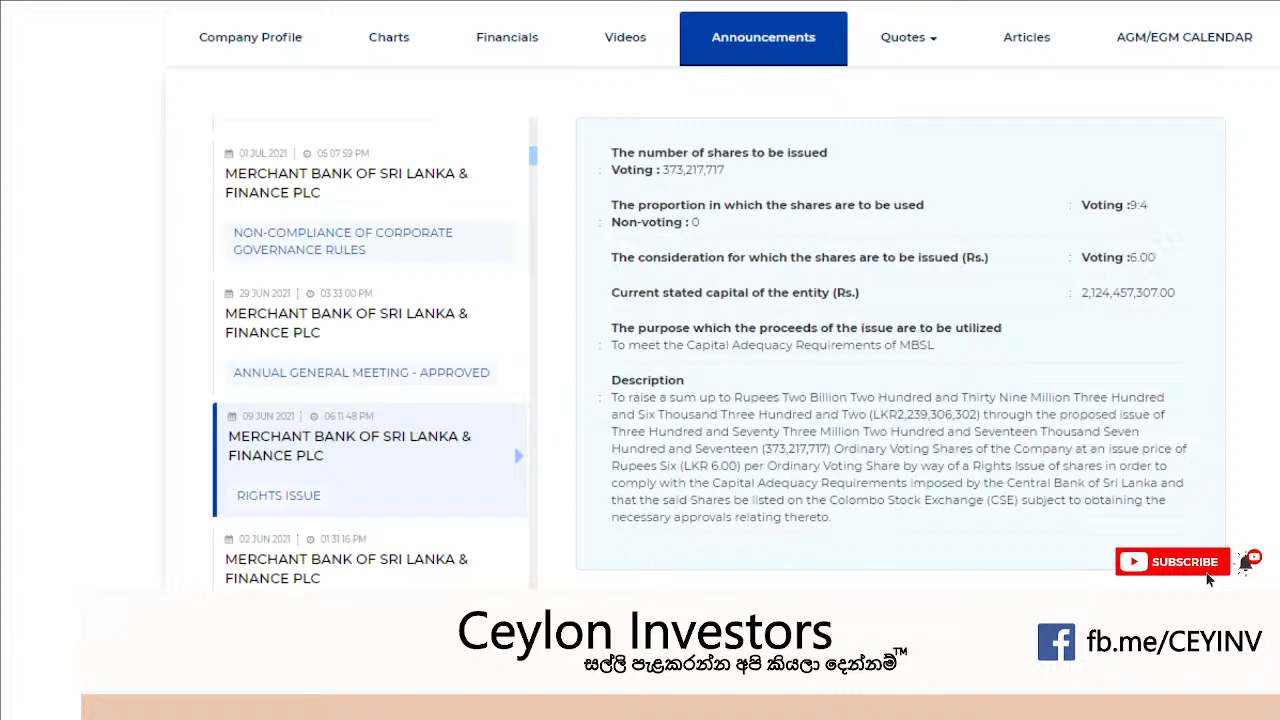 Company Profile
Charts
Financials
Videos
Announcements
Quotes
Articles
AGM/EGM CALENDAR
01 JUL 2021 05:07:59 PM
MERCHANT BANK OF SRI LANKA &
FINANCE PLC
NON-COMPLIANCE OF CORPORATE
GOVERNANCE RULES
29 JUN 2021 03:33:00 PM
MERCHANT BANK OF SRI LANKA &
FINANCE PLC
ANNUAL GENERAL MEETING - APPROVED
09 JUN 2021 06:11:48 PM
MERCHANT BANK OF SRI LANKA &
FINANCE PLC
RIGHTS ISSUE
02 JUN 2021 01:31:16 PM
MERCHANT BANK OF SRI LANKA &
FINANCE PLC
The number of shares to be issued
: Voting : 373,217,717
The proportion in which the shares are to be used : Voting :9:4
: Non-voting : 0
The consideration for which the shares are to be issued (Rs.) : Voting :6.00
Current stated capital of the entity (Rs.) : 2,124,457,307.00
The purpose which the proceeds of the issue are to be utilized
: To meet the Capital Adequacy Requirements of MBSL
Description
: To raise a sum up to Rupees Two Billion Two Hundred and Thirty Nine Million Three Hundred
and Six Thousand Three Hundred and Two (LKR2,239,306,302) through the proposed issue of
Three Hundred and Seventy Three Million Two Hundred and Seventeen Thousand Seven
Hundred and Seventeen (373,217,717) Ordinary Voting Shares of the Company at an issue price of
Rupees Six (LKR 6.00) per Ordinary Voting Share by way of a Rights Issue of shares in order to
comply with the Capital Adequacy Requirements imposed by the Central Bank of Sri Lanka and
that the said Shares be listed on the Colombo Stock Exchange (CSE) subject to obtaining the
necessary approvals relating thereto.
SUBSCRIBE
Ceylon Investors
සල්ලි පැළකරන්න අපි කියලා දෙන්නම්™
fb.me/CEYINV